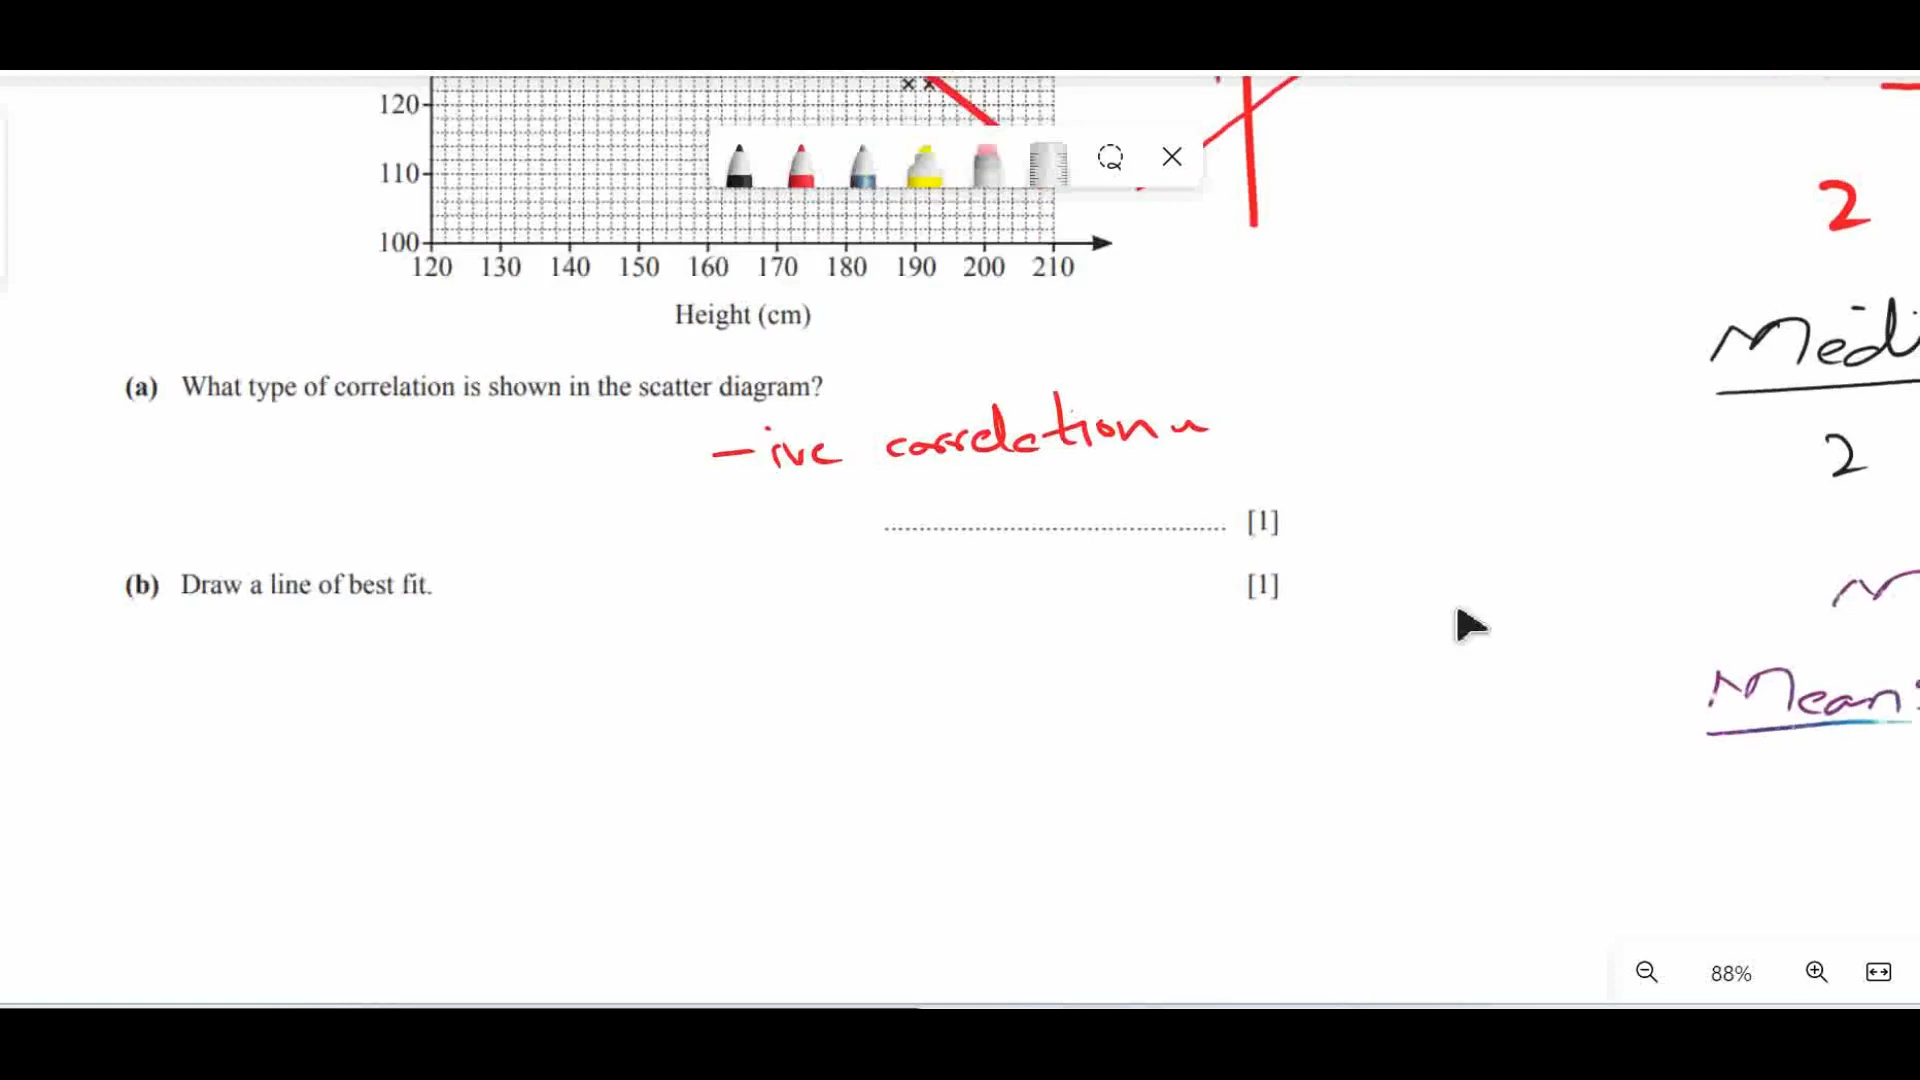 120
110
100
120 130 140 150 160 170 180 190 200 210
Height (cm)
2
(a) What type of correlation is shown in the scatter diagram?
-ive correlation
2
[1]
(b) Draw a line of best fit. [1]
Mean
88%